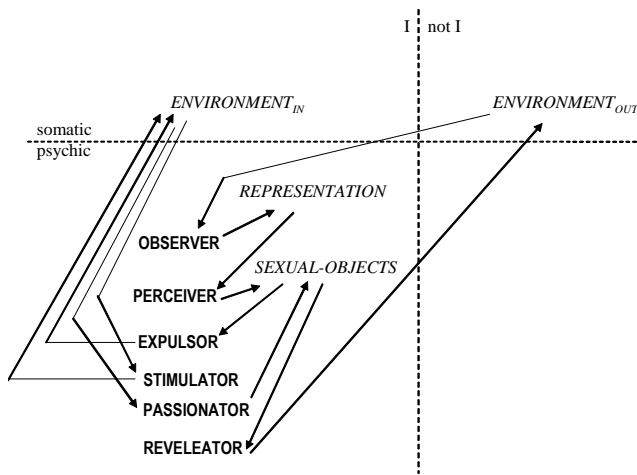 I not I
ENVIRONMENT_IN ENVIRONMENT_OUT
somatic
psychic
REPRESENTATION
OBSERVER
SEXUAL-OBJECTS
PERCEIVER
EXPULSOR
STIMULATOR
PASSIONATOR
REVELEATOR